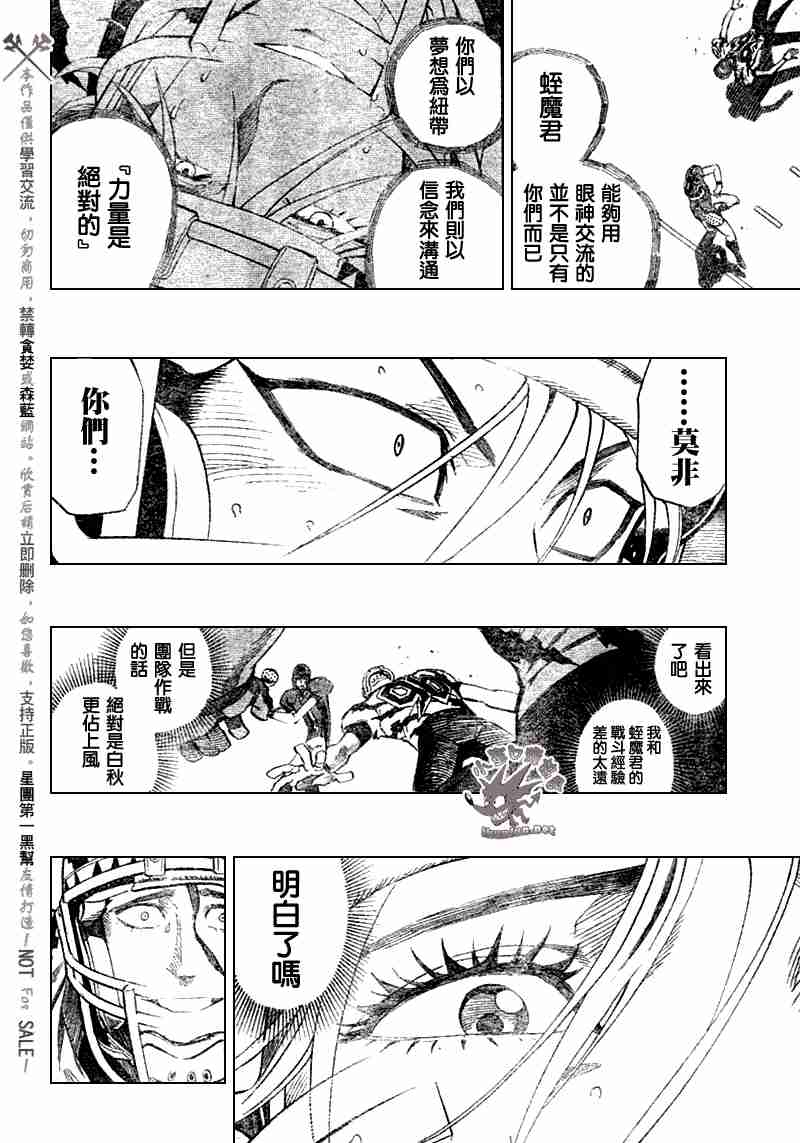 蛭魔君
能夠用
眼神交流的
並不是只有
你們而已
你們以
夢想爲紐帶
我們則以
信念來溝通
『力量是
絕對的』
……莫非
你們…
看出來
了吧
我和
蛭魔君的
戰斗經驗
差的太遠
但是
團隊作戰
的話
絕對是白秋
更佔上風
明白了嗎
本作品僅供學習交流，切勿商用，禁轉貪婪或森藍網站。欣賞后請立即刪除，如您喜歡，支持正版。星團第一黑幫友情打造！NOT For SALE！